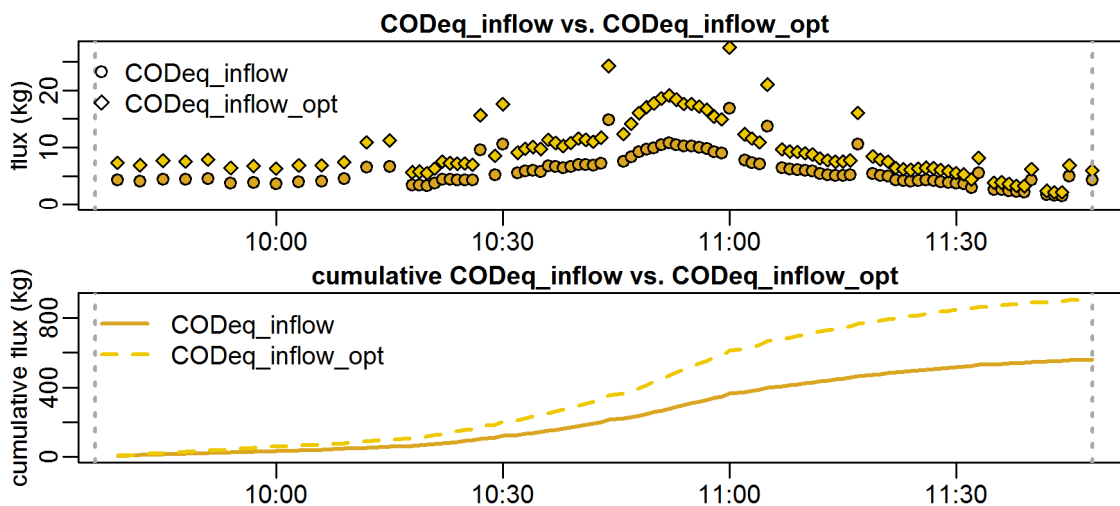 CODeq_inflow vs. CODeq_inflow_opt
flux (kg)
20
10
0
CODeq_inflow
CODeq_inflow_opt
10:00 10:30 11:00 11:30
cumulative CODeq_inflow vs. CODeq_inflow_opt
cumulative flux (kg)
800
400
0
CODeq_inflow
CODeq_inflow_opt
10:00 10:30 11:00 11:30